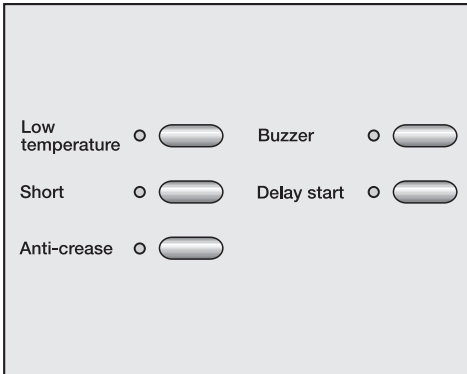 Low
temperature
Buzzer
Short
Delay start
Anti-crease